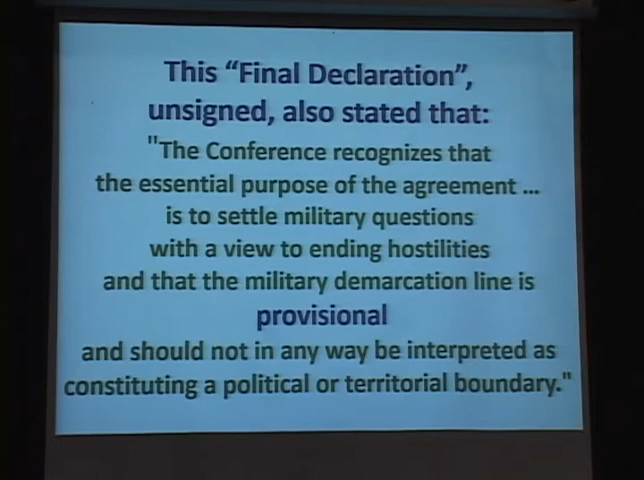 This “Final Declaration”,
unsigned, also stated that:
"The Conference recognizes that
the essential purpose of the agreement ...
is to settle military questions
with a view to ending hostilities
and that the military demarcation line is
provisional
and should not in any way be interpreted as
constituting a political or territorial boundary."